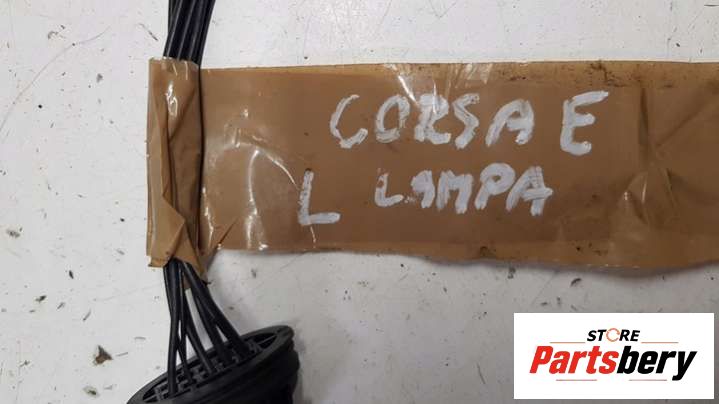 CORSA E
L LAMPA
STORE
Partsbery